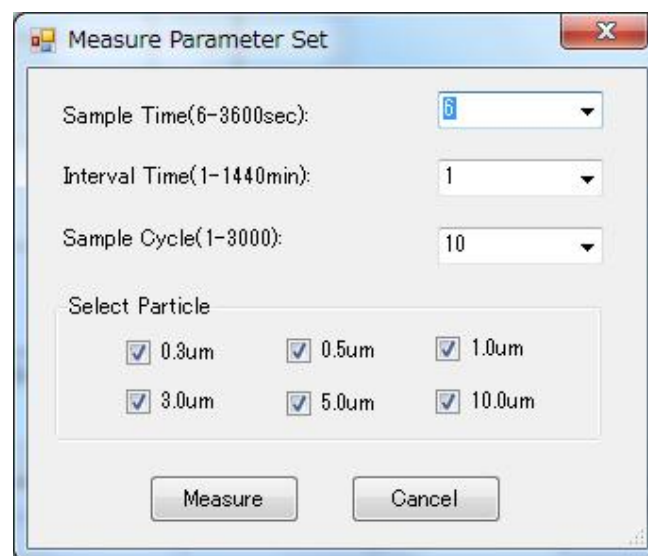 Measure Parameter Set
Sample Time(6-3600sec): 6
Interval Time(1-1440min): 1
Sample Cycle(1-3000): 10
Select Particle
0.3um 0.5um 1.0um
3.0um 5.0um 10.0um
Measure Cancel